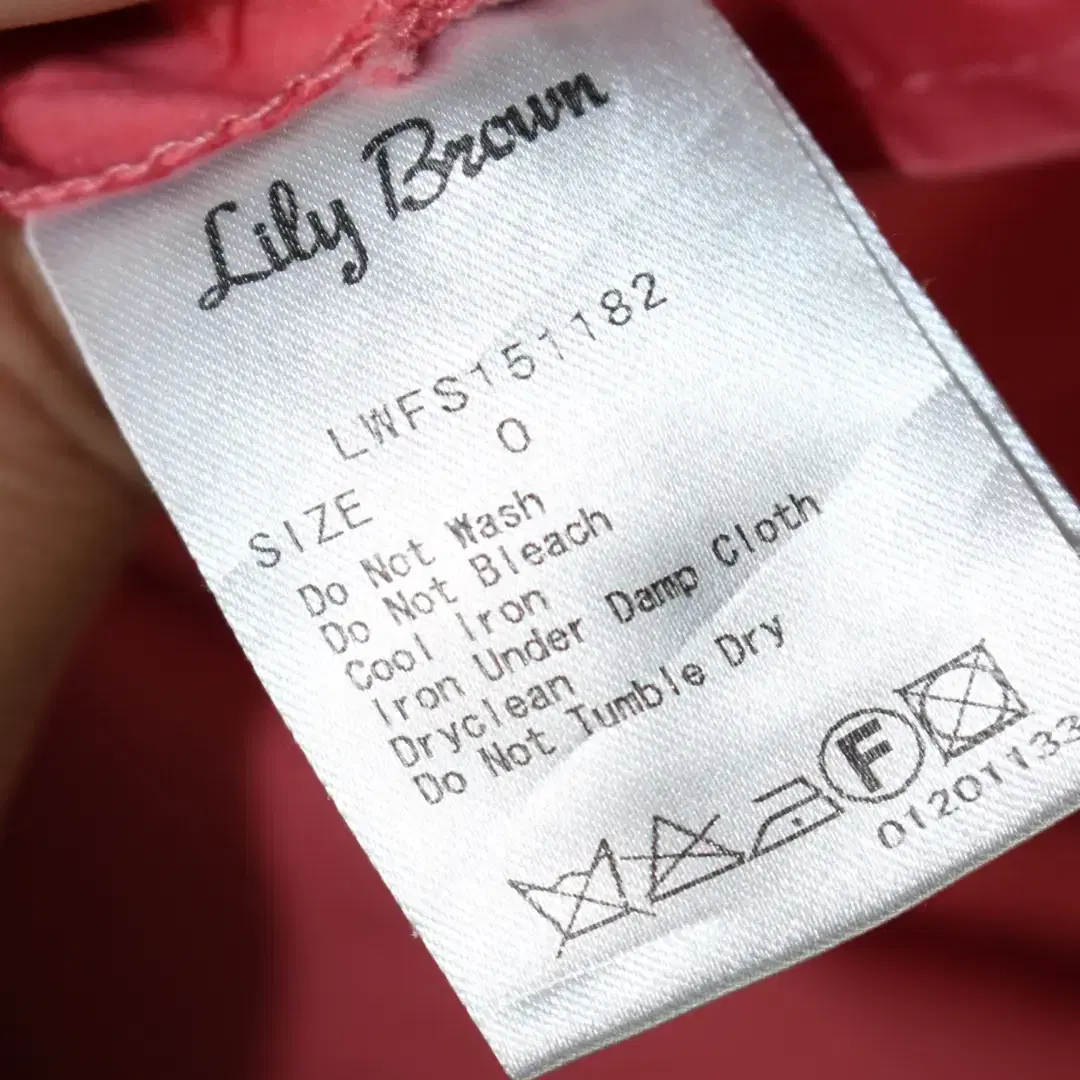 Lily Brown
LWFS151182
SIZE 0
Do Not Wash
Do Not Bleach
Cool Iron
Iron Under Damp Cloth
Dryclean
Do Not Tumble Dry
F
01201133